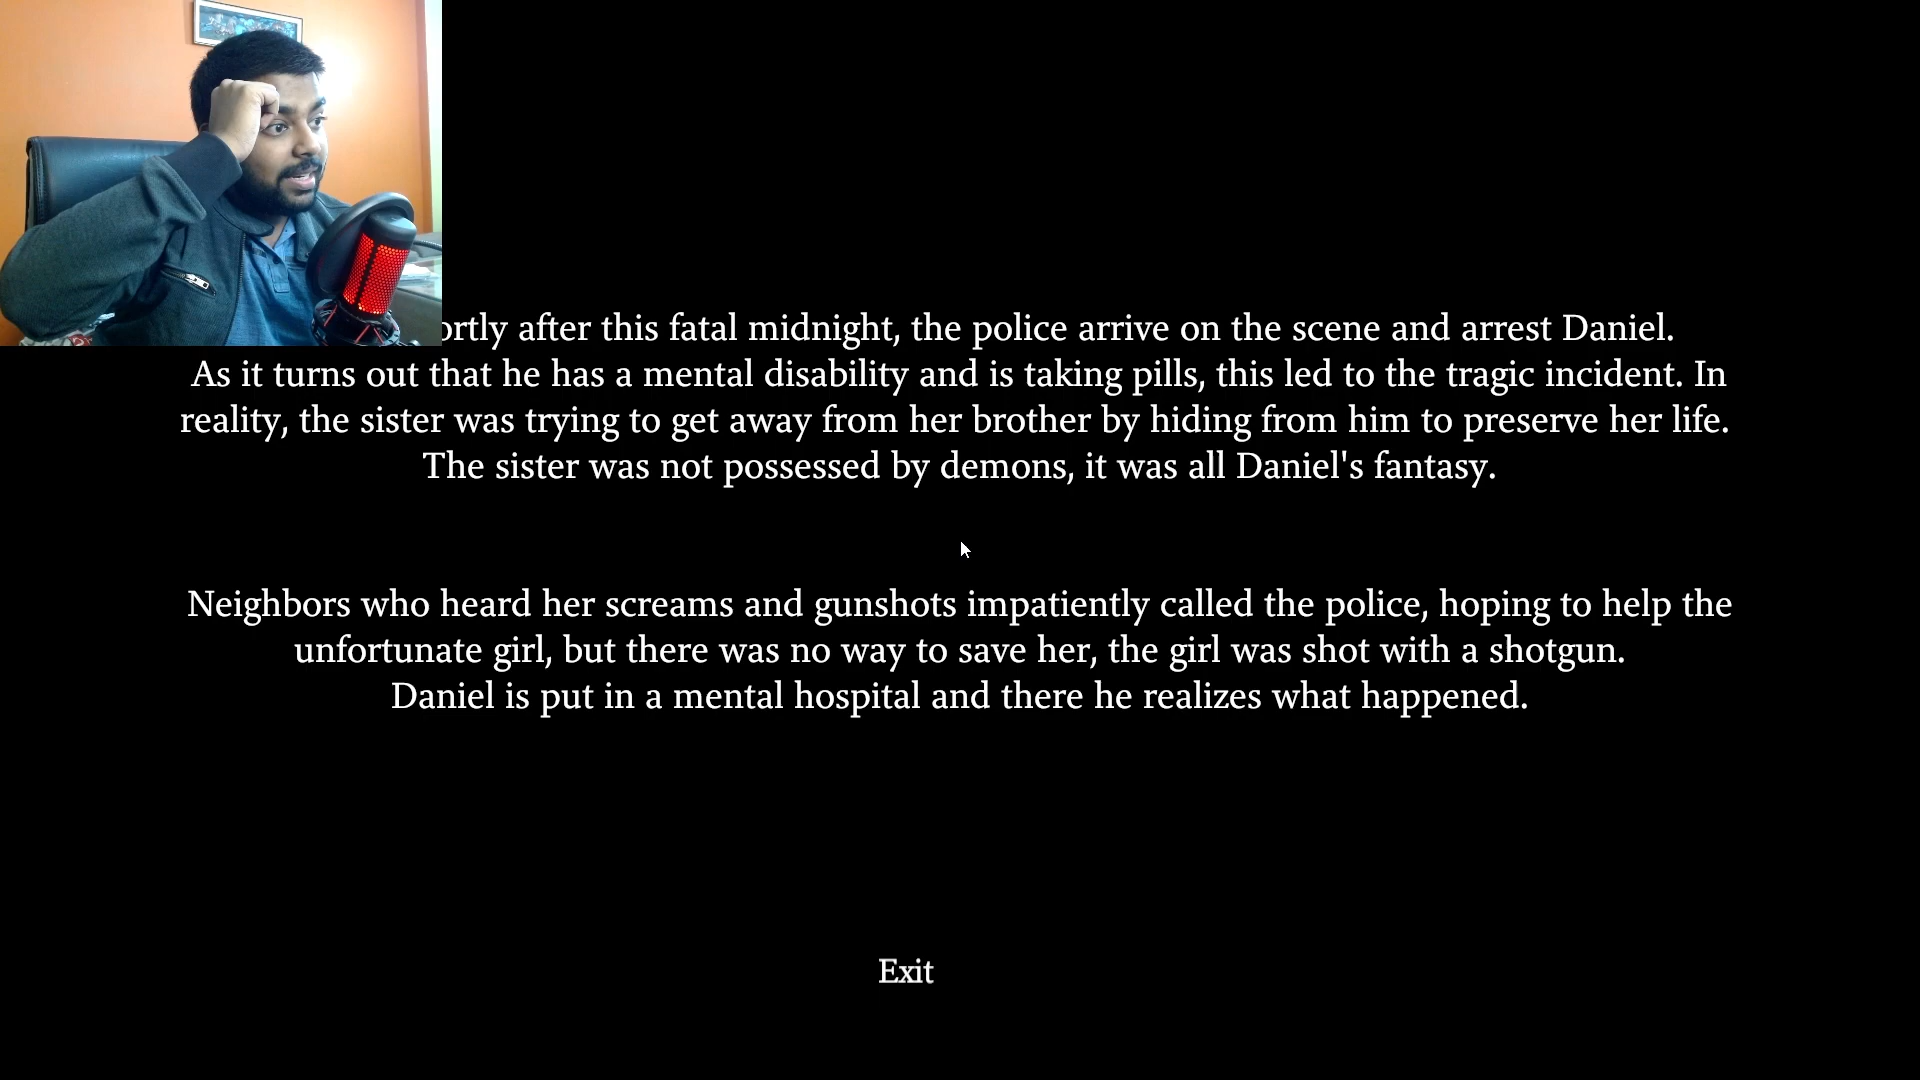 ortly after this fatal midnight, the police arrive on the scene and arrest Daniel.
As it turns out that he has a mental disability and is taking pills, this led to the tragic incident. In
reality, the sister was trying to get away from her brother by hiding from him to preserve her life.
The sister was not possessed by demons, it was all Daniel's fantasy.
Neighbors who heard her screams and gunshots impatiently called the police, hoping to help the
unfortunate girl, but there was no way to save her, the girl was shot with a shotgun.
Daniel is put in a mental hospital and there he realizes what happened.
Exit